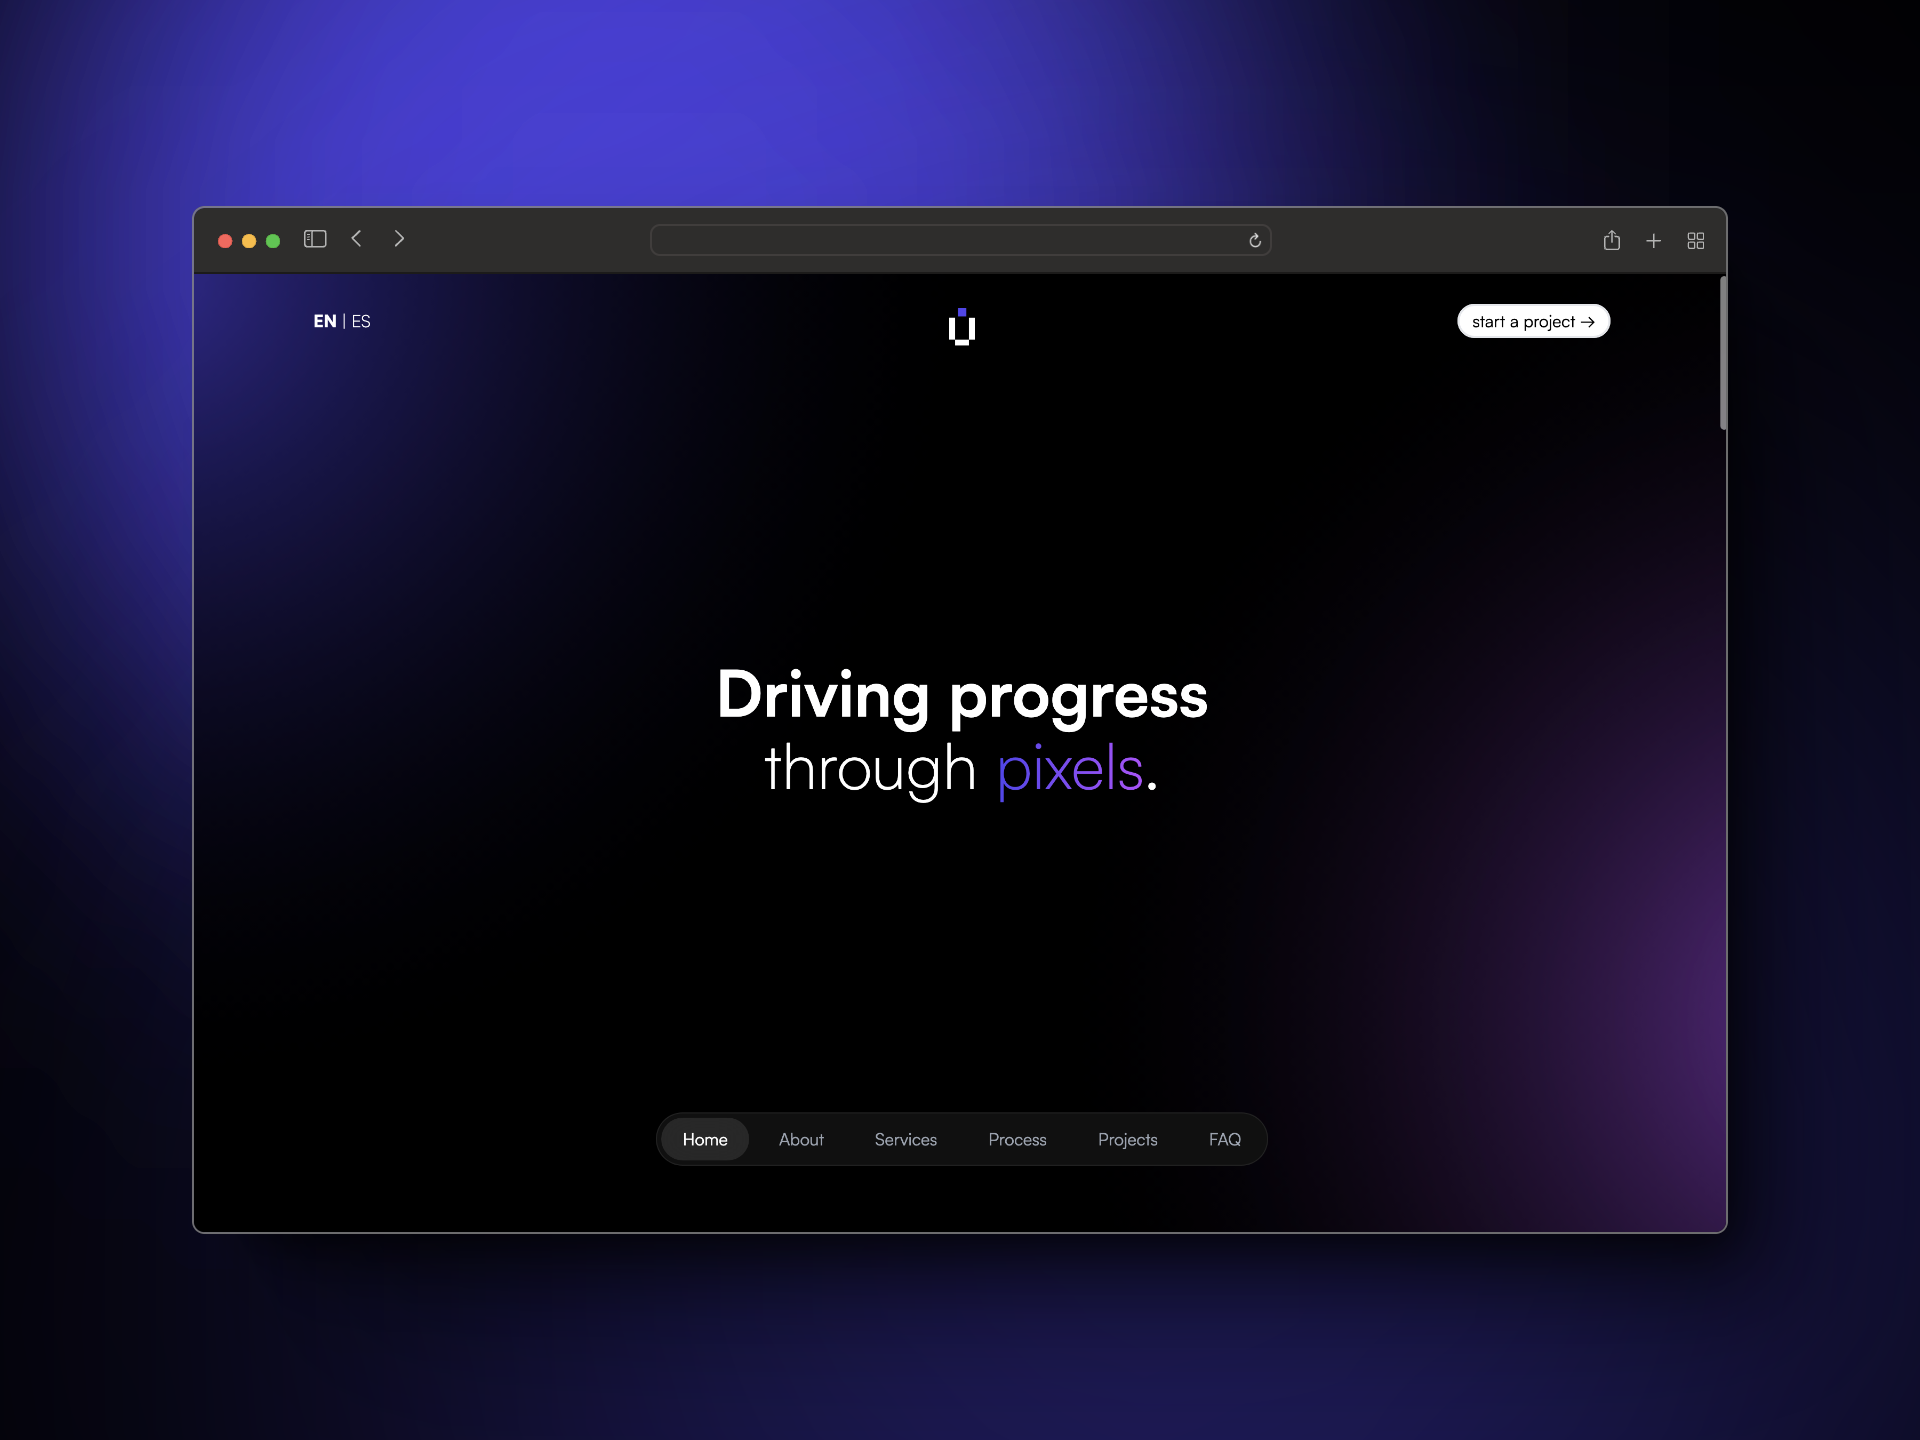 EN | ES
start a project →
Driving progress
through pixels.
Home
About
Services
Process
Projects
FAQ